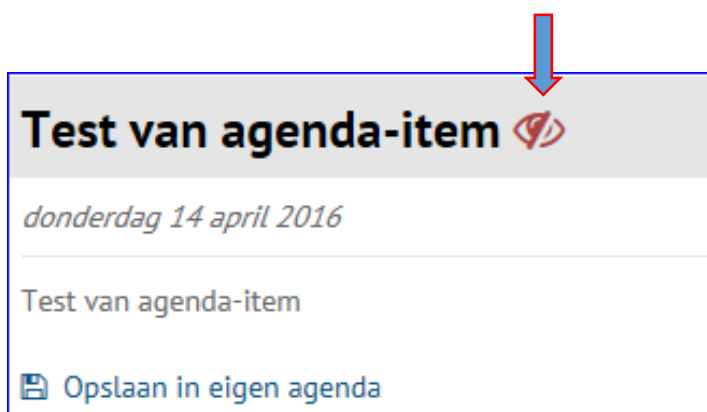 Test van agenda-item
donderdag 14 april 2016
Test van agenda-item
Opslaan in eigen agenda